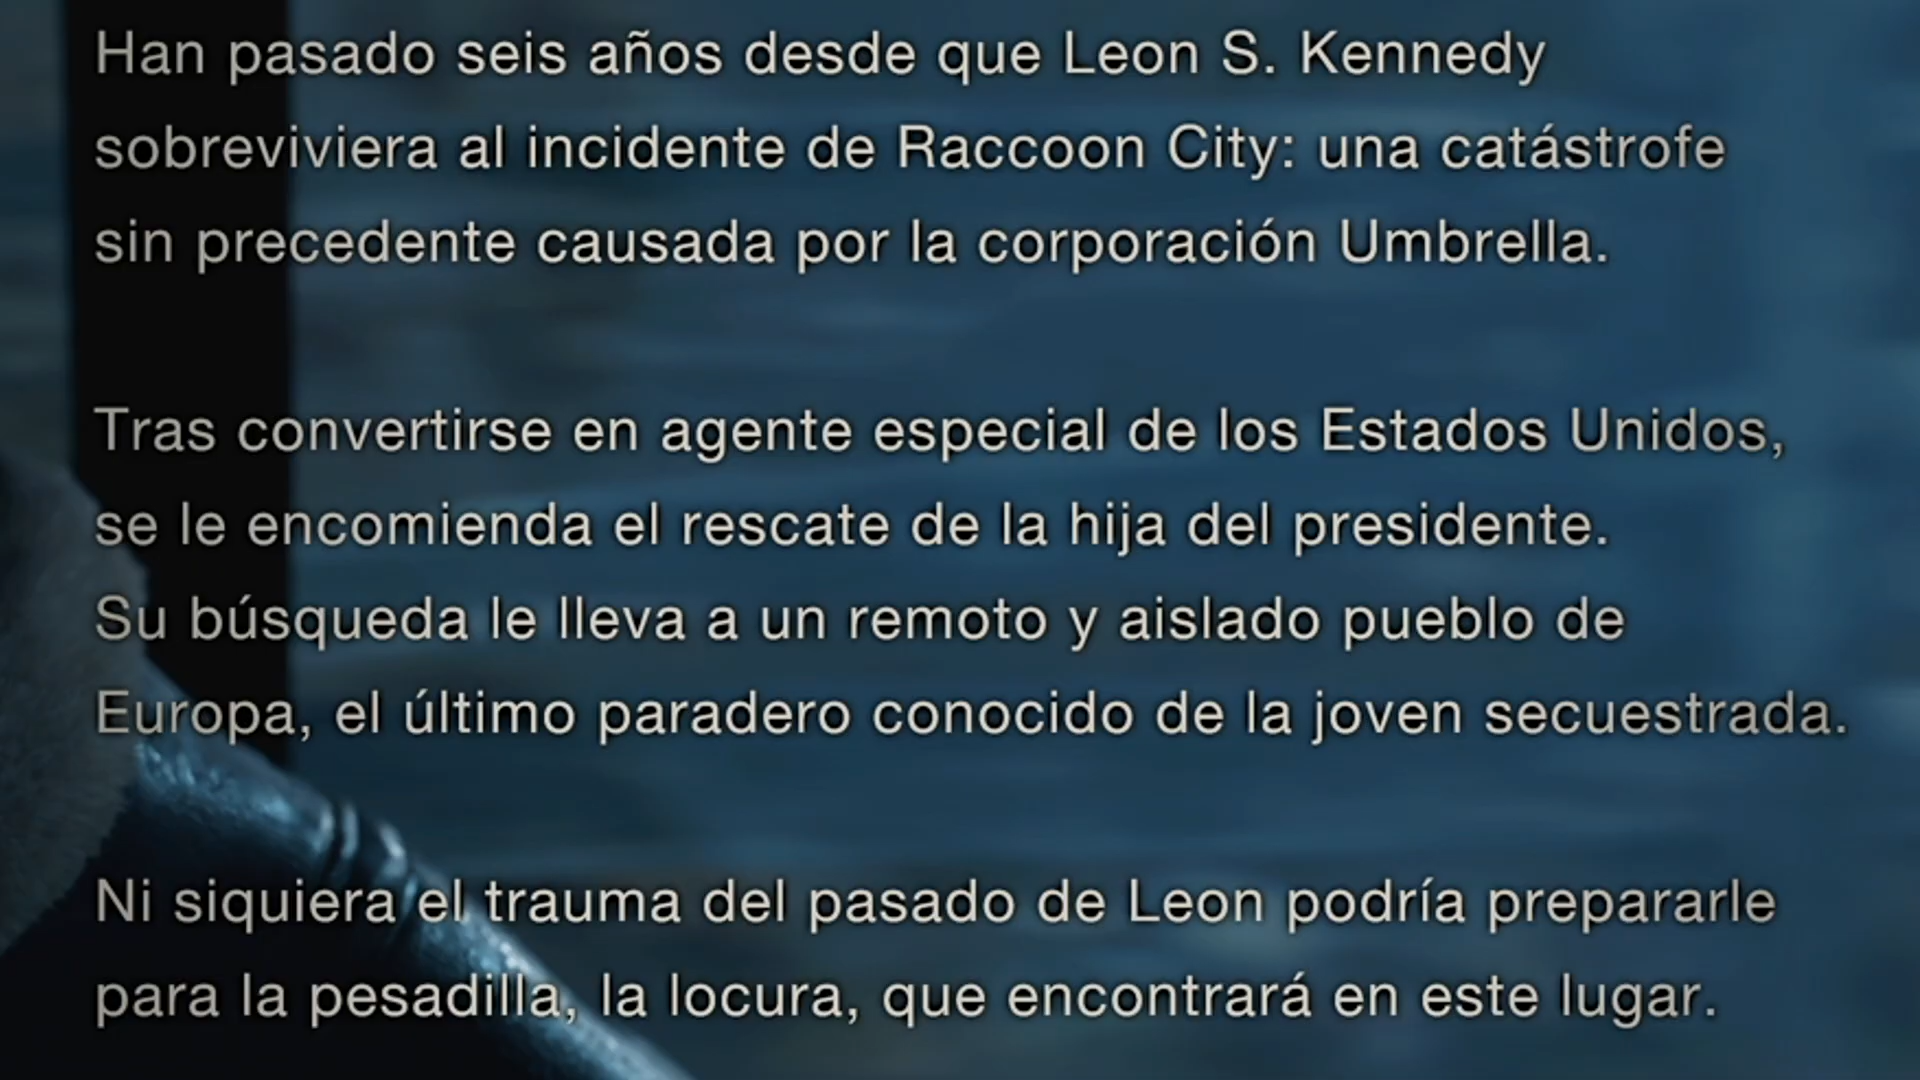 Han pasado seis años desde que Leon S. Kennedy
sobreviviera al incidente de Raccoon City: una catástrofe
sin precedente causada por la corporación Umbrella.
Tras convertirse en agente especial de los Estados Unidos,
se le encomienda el rescate de la hija del presidente.
Su búsqueda le lleva a un remoto y aislado pueblo de
Europa, el último paradero conocido de la joven secuestrada.
Ni siquiera el trauma del pasado de Leon podría prepararle
para la pesadilla, la locura, que encontrará en este lugar.